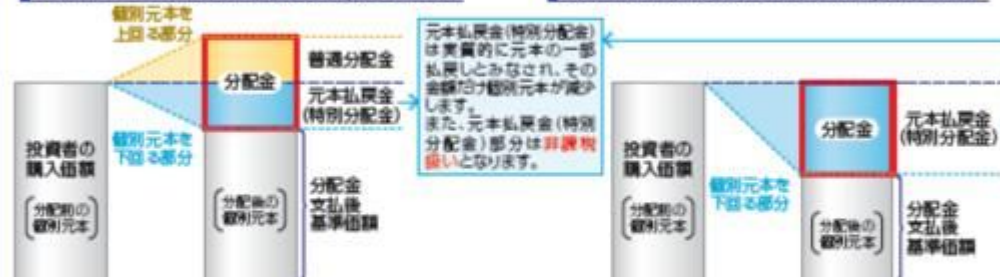 個別元本を
上回る部分
分配金
普通分配金
元本払戻金
(特別分配金)
個別元本を
下回る部分
投資者の
購入価額
(分配前の
個別元本)
(分配後の
個別元本)
分配金
支払後
基準価額
元本払戻金(特別分配金)
は実質的に元本の一部
払戻しとみなされ、その
金額だけ個別元本が減少
します。
また、元本払戻金(特別
分配金)部分は非課税
扱いとなります。
投資者の
購入価額
(分配前の
個別元本)
個別元本を
下回る部分
分配金
元本払戻金
(特別分配金)
(分配後の
個別元本)
分配金
支払後
基準価額